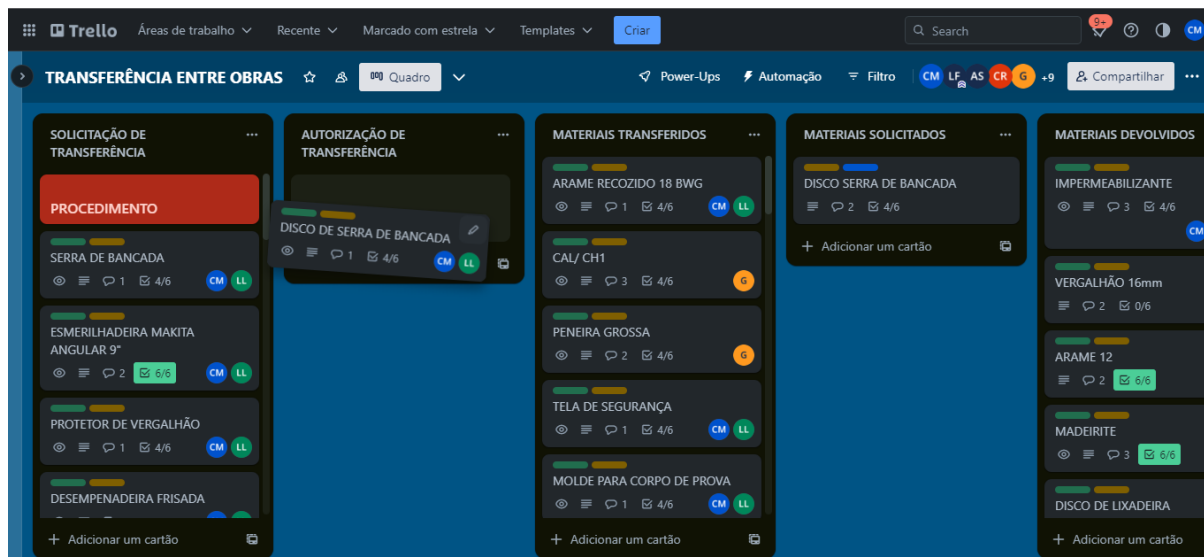 Trello
Áreas de trabalho
Recente
Marcado com estrela
Templates
Criar
Search
9+
CM
TRANSFERÊNCIA ENTRE OBRAS
Quadro
Power-Ups
Automação
Filtro
CM
LF
AS
CR
G
+9
Compartilhar
SOLICITAÇÃO DE
TRANSFERÊNCIA
PROCEDIMENTO
SERRA DE BANCADA
1 4/6 CM LL
ESMERILHADEIRA MAKITA
ANGULAR 9"
2 6/6 CM LL
PROTETOR DE VERGALHÃO
1 4/6 CM LL
DESEMPENADEIRA FRISADA
+ Adicionar um cartão
AUTORIZAÇÃO DE
TRANSFERÊNCIA
DISCO DE SERRA DE BANCADA
1 4/6 CM LL
MATERIAIS TRANSFERIDOS
ARAME RECOZIDO 18 BWG
1 4/6 CM LL
CAL/ CH1
3 4/6 G
PENEIRA GROSSA
2 4/6 G
TELA DE SEGURANÇA
1 4/6 CM LL
MOLDE PARA CORPO DE PROVA
1 4/6 CM LL
+ Adicionar um cartão
MATERIAIS SOLICITADOS
DISCO SERRA DE BANCADA
2 4/6
+ Adicionar um cartão
MATERIAIS DEVOLVIDOS
IMPERMEABILIZANTE
3 4/6
CM
VERGALHÃO 16mm
2 0/6
ARAME 12
2 6/6
MADEIRITE
3 6/6
DISCO DE LIXADEIRA
+ Adicionar um cartão